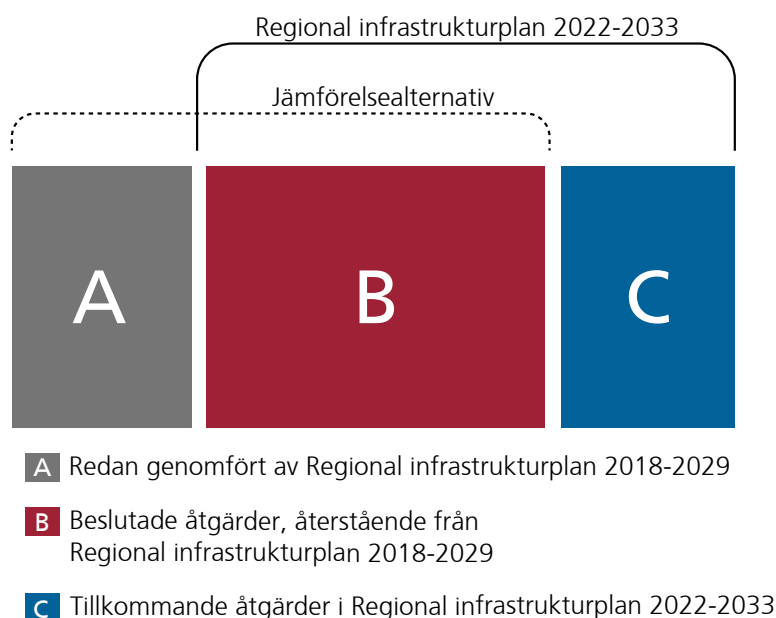 Regional infrastrukturplan 2022-2033
Jämförelsealternativ
A
B
C
A Redan genomfört av Regional infrastrukturplan 2018-2029
B Beslutade åtgärder, återstående från
Regional infrastrukturplan 2018-2029
C Tillkommande åtgärder i Regional infrastrukturplan 2022-2033